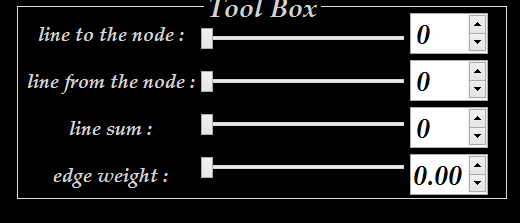 Tool Box
line to the node : 0
line from the node : 0
line sum : 0
edge weight : 0.00